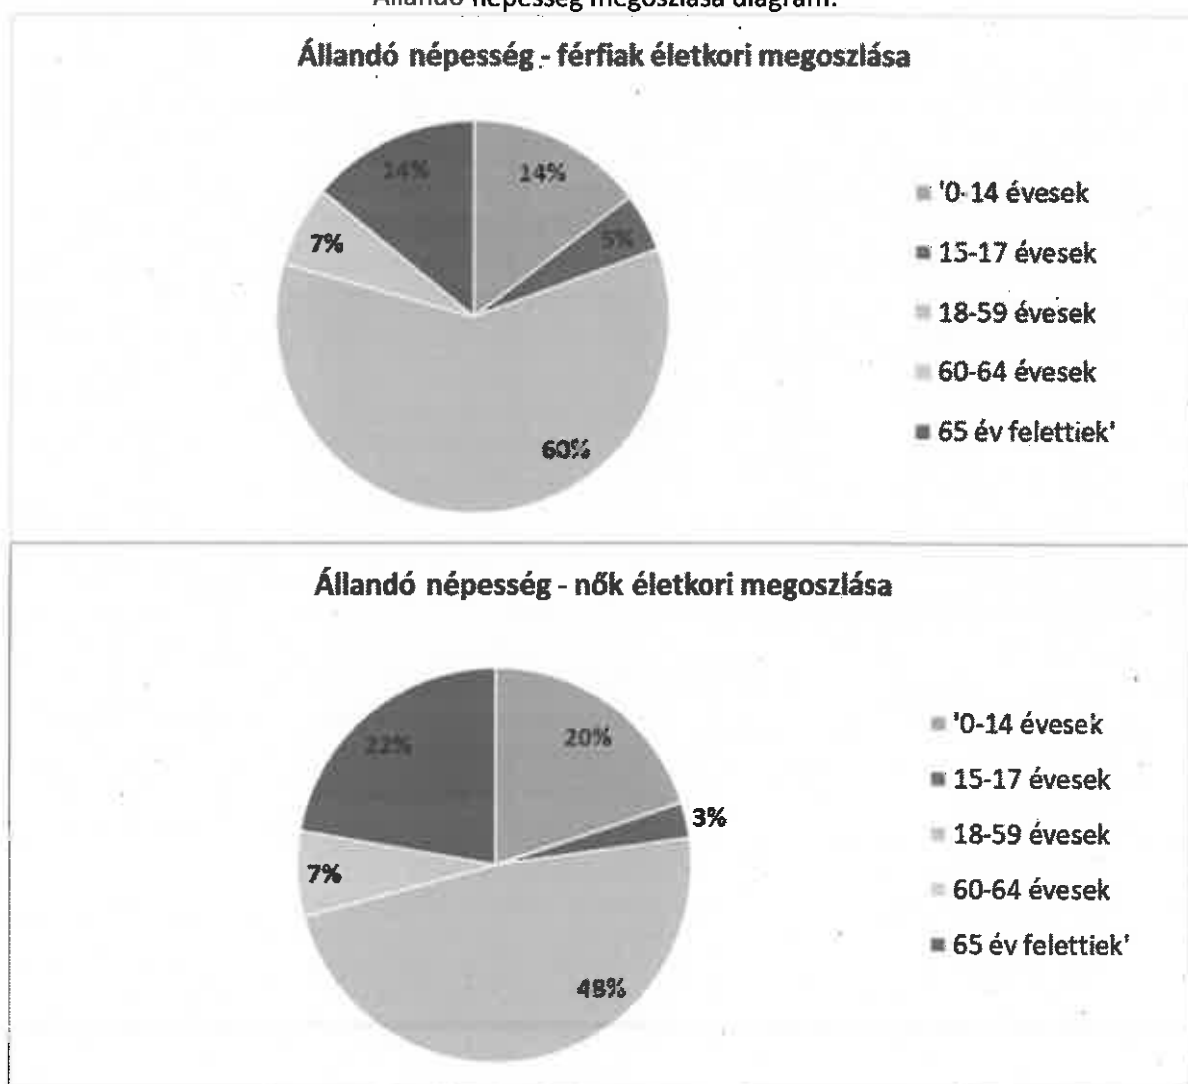 Állandó népesség megoszlása diagram:
Állandó népesség - férfiak életkori megoszlása
14%
14%
5%
7%
60%
'0-14 évesek
15-17 évesek
18-59 évesek
60-64 évesek
65 év felettiek'
Állandó népesség - nők életkori megoszlása
22%
20%
3%
7%
48%
'0-14 évesek
15-17 évesek
18-59 évesek
60-64 évesek
65 év felettiek'